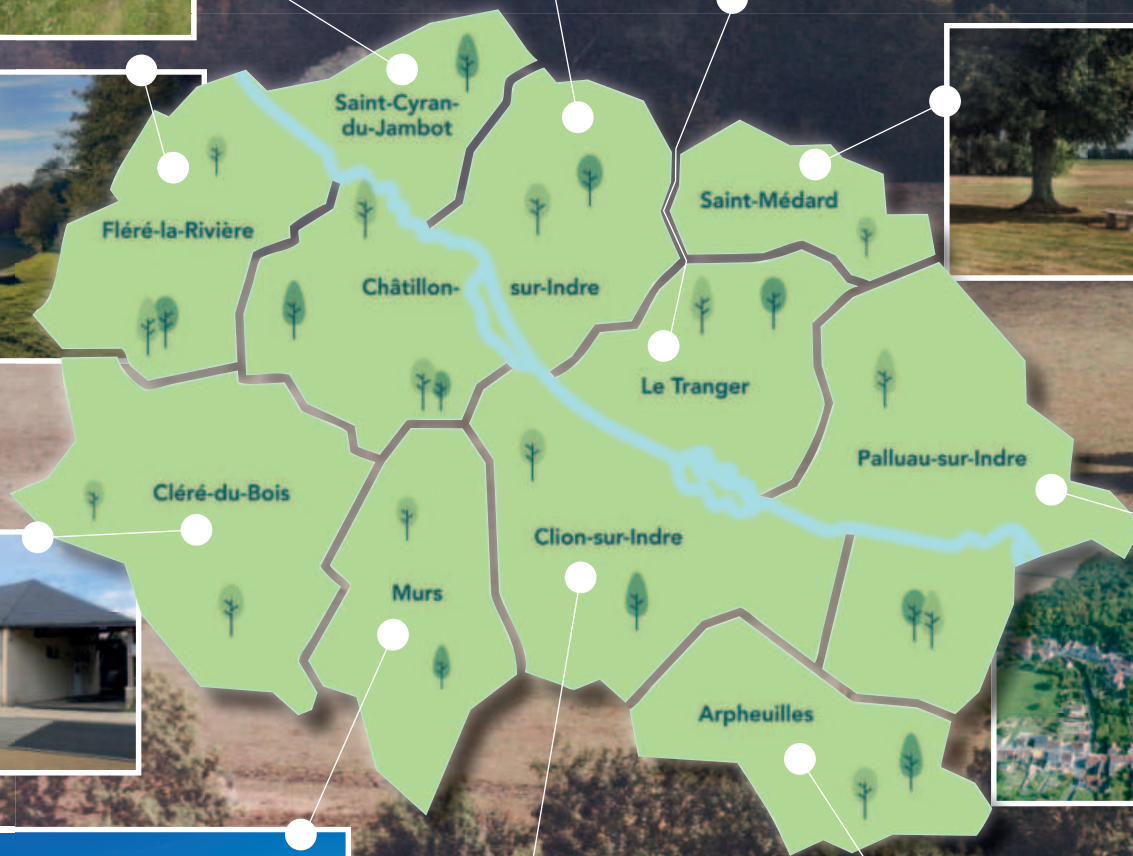 Saint-Cyran-
du-Jambot
Saint-Médard
Fléré-la-Rivière
Châtillon- sur-Indre
Le Tranger
Palluau-sur-Indre
Cléré-du-Bois
Clion-sur-Indre
Murs
Arpheuilles